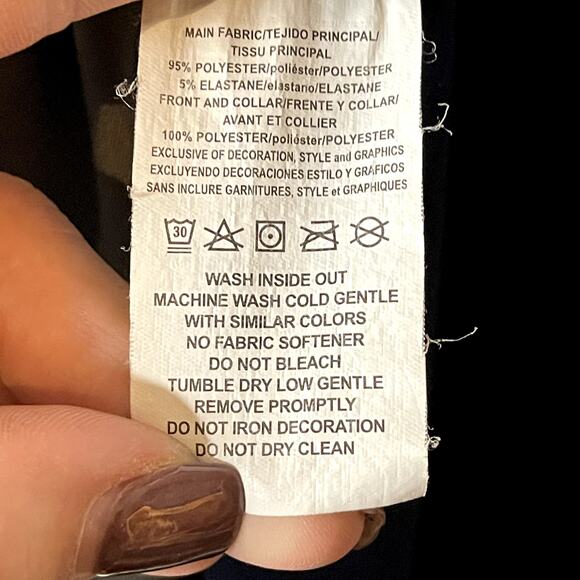 MAIN FABRIC/TEJIDO PRINCIPAL/
TISSU PRINCIPAL
95% POLYESTER/poliéster/POLYESTER
5% ELASTANE/elastano/ELASTANE
FRONT AND COLLAR/FRENTE Y COLLAR/
AVANT ET COLLIER
100% POLYESTER/poliéster/POLYESTER
EXCLUSIVE OF DECORATION, STYLE and GRAPHICS
EXCLUYENDO DECORACIONES ESTILO Y GRAFICOS
SANS INCLURE GARNITURES, STYLE et GRAPHIQUES
30
WASH INSIDE OUT
MACHINE WASH COLD GENTLE
WITH SIMILAR COLORS
NO FABRIC SOFTENER
DO NOT BLEACH
TUMBLE DRY LOW GENTLE
REMOVE PROMPTLY
DO NOT IRON DECORATION
DO NOT DRY CLEAN